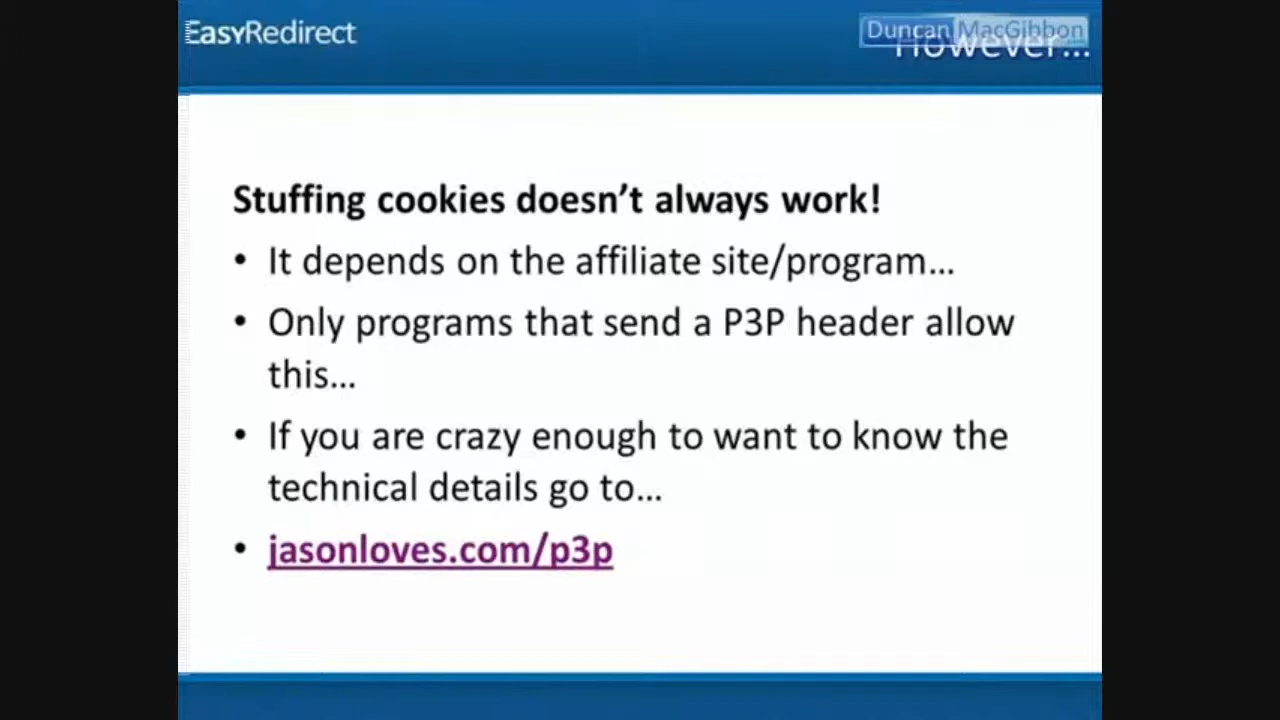 EasyRedirect
Duncan MacGibbon
However...
Stuffing cookies doesn't always work!
• It depends on the affiliate site/program...
• Only programs that send a P3P header allow
this...
• If you are crazy enough to want to know the
technical details go to...
• jasonloves.com/p3p